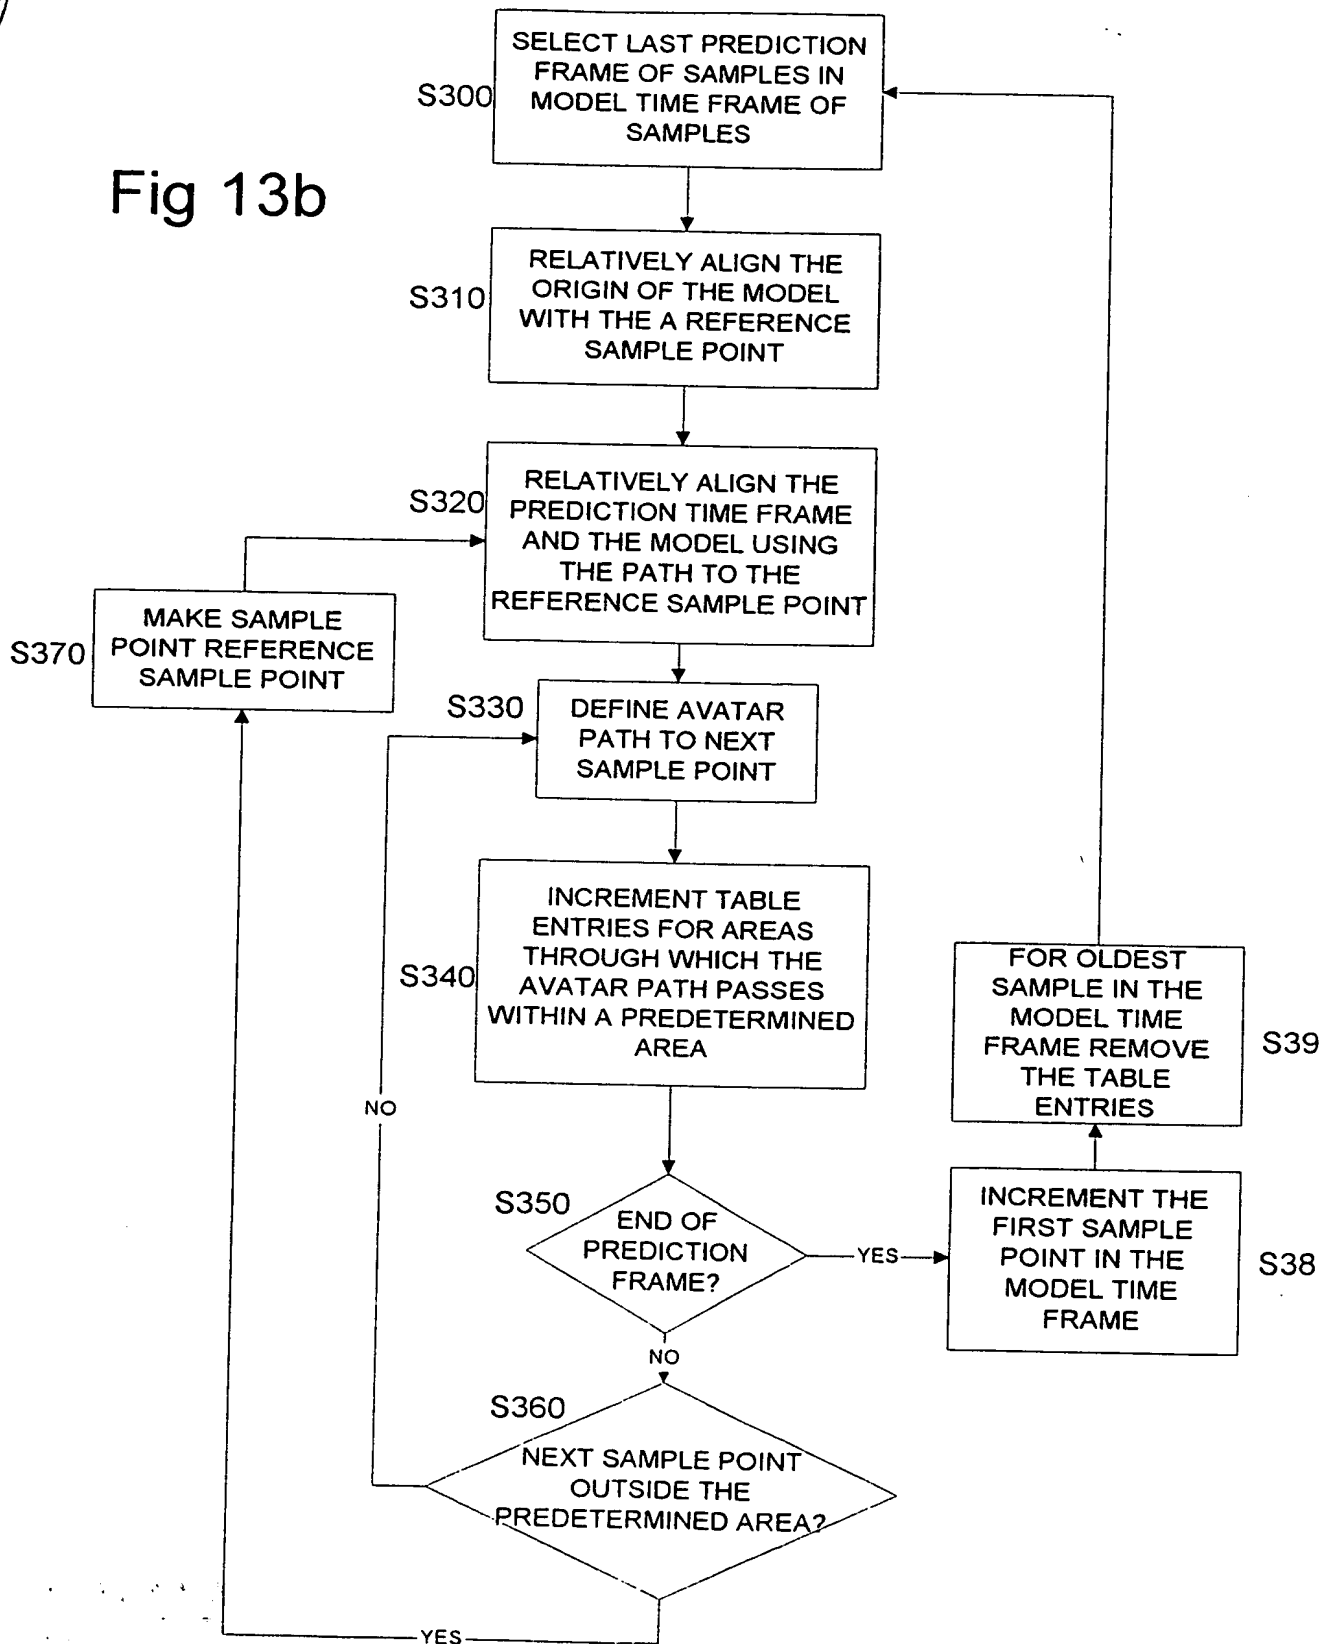 SELECT LAST PREDICTION
FRAME OF SAMPLES IN
MODEL TIME FRAME OF
SAMPLES
S300
Fig 13b
RELATIVELY ALIGN THE
ORIGIN OF THE MODEL
WITH THE A REFERENCE
SAMPLE POINT
S310
RELATIVELY ALIGN THE
PREDICTION TIME FRAME
AND THE MODEL USING
THE PATH TO THE
REFERENCE SAMPLE POINT
S320
MAKE SAMPLE
POINT REFERENCE
SAMPLE POINT
S370
S330
DEFINE AVATAR
PATH TO NEXT
SAMPLE POINT
INCREMENT TABLE
ENTRIES FOR AREAS
THROUGH WHICH THE
AVATAR PATH PASSES
WITHIN A PREDETERMINED
AREA
S340
FOR OLDEST
SAMPLE IN THE
MODEL TIME
FRAME REMOVE
THE TABLE
ENTRIES
S39
NO
S350
END OF
PREDICTION
FRAME?
YES
INCREMENT THE
FIRST SAMPLE
POINT IN THE
MODEL TIME
FRAME
S38
NO
S360
NEXT SAMPLE POINT
OUTSIDE THE
PREDETERMINED AREA?
YES